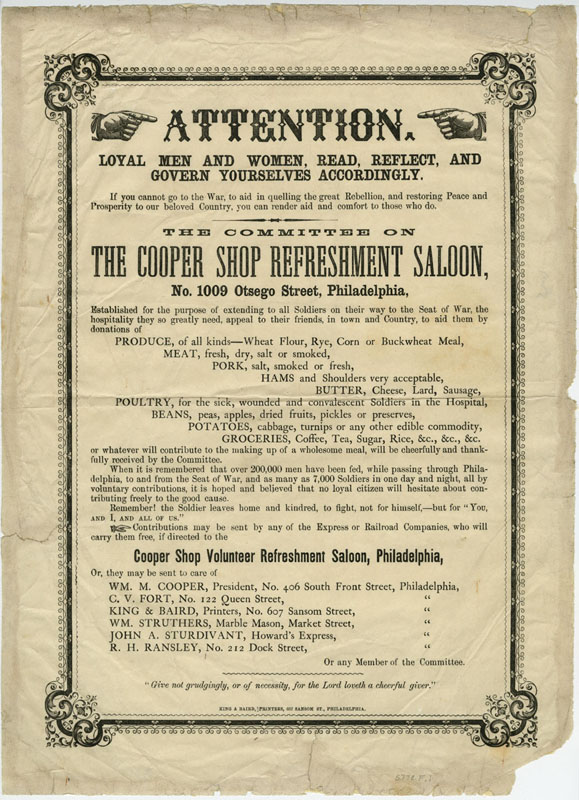 ATTENTION.
LOYAL MEN AND WOMEN, READ, REFLECT, AND
GOVERN YOURSELVES ACCORDINGLY.
If you cannot go to the War, to aid in quelling the great Rebellion, and restoring Peace and
Prosperity to our beloved Country, you can render aid and comfort to those who do.
THE COMMITTEE ON
THE COOPER SHOP REFRESHMENT SALOON,
No. 1009 Otsego Street, Philadelphia,
Established for the purpose of extending to all Soldiers on their way to the Seat of War, the
hospitality they so greatly need, appeal to their friends, in town and Country, to aid them by
donations of
PRODUCE, of all kinds—Wheat Flour, Rye, Corn or Buckwheat Meal,
MEAT, fresh, dry, salt or smoked,
PORK, salt, smoked or fresh,
HAMS and Shoulders very acceptable,
BUTTER, Cheese, Lard, Sausage,
POULTRY, for the sick, wounded and convalescent Soldiers in the Hospital,
BEANS, peas, apples, dried fruits, pickles or preserves,
POTATOES, cabbage, turnips or any other edible commodity,
GROCERIES, Coffee, Tea, Sugar, Rice, &c., &c., &c.
or whatever will contribute to the making up of a wholesome meal, will be cheerfully and thank-
fully received by the Committee.
When it is remembered that over 200,000 men have been fed, while passing through Phila-
delphia, to and from the Seat of War, and as many as 7,000 Soldiers in one day and night, all by
voluntary contributions, it is hoped and believed that no loyal citizen will hesitate about con-
tributing freely to the good cause.
Remember! the Soldier leaves home and kindred, to fight, not for himself,—but for "You,
AND I, AND ALL OF US."
Contributions may be sent by any of the Express or Railroad Companies, who will
carry them free, if directed to the
Cooper Shop Volunteer Refreshment Saloon, Philadelphia,
Or, they may be sent to care of
WM. M. COOPER, President, No. 406 South Front Street, Philadelphia,
C. V. FORT, No. 122 Queen Street, "
KING & BAIRD, Printers, No. 607 Sansom Street, "
WM. STRUTHERS, Marble Mason, Market Street, "
JOHN A. STURDIVANT, Howard's Express, "
R. H. RANSLEY, No. 212 Dock Street, "
Or any Member of the Committee.
"Give not grudgingly, or of necessity, for the Lord loveth a cheerful giver."
KING & BAIRD, PRINTERS, 607 SANSOM ST., PHILADELPHIA.